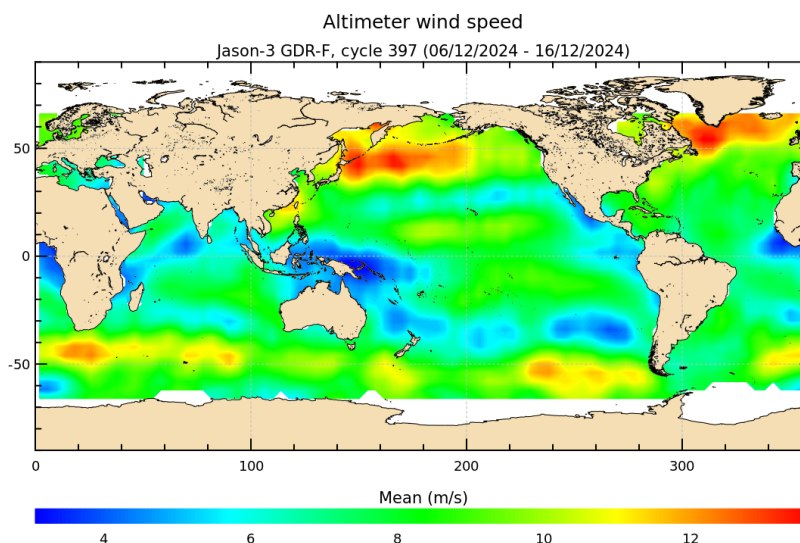 Altimeter wind speed
Jason-3 GDR-F, cycle 397 (06/12/2024 - 16/12/2024)
50
0
-50
0 100 200 300
Mean (m/s)
4 6 8 10 12